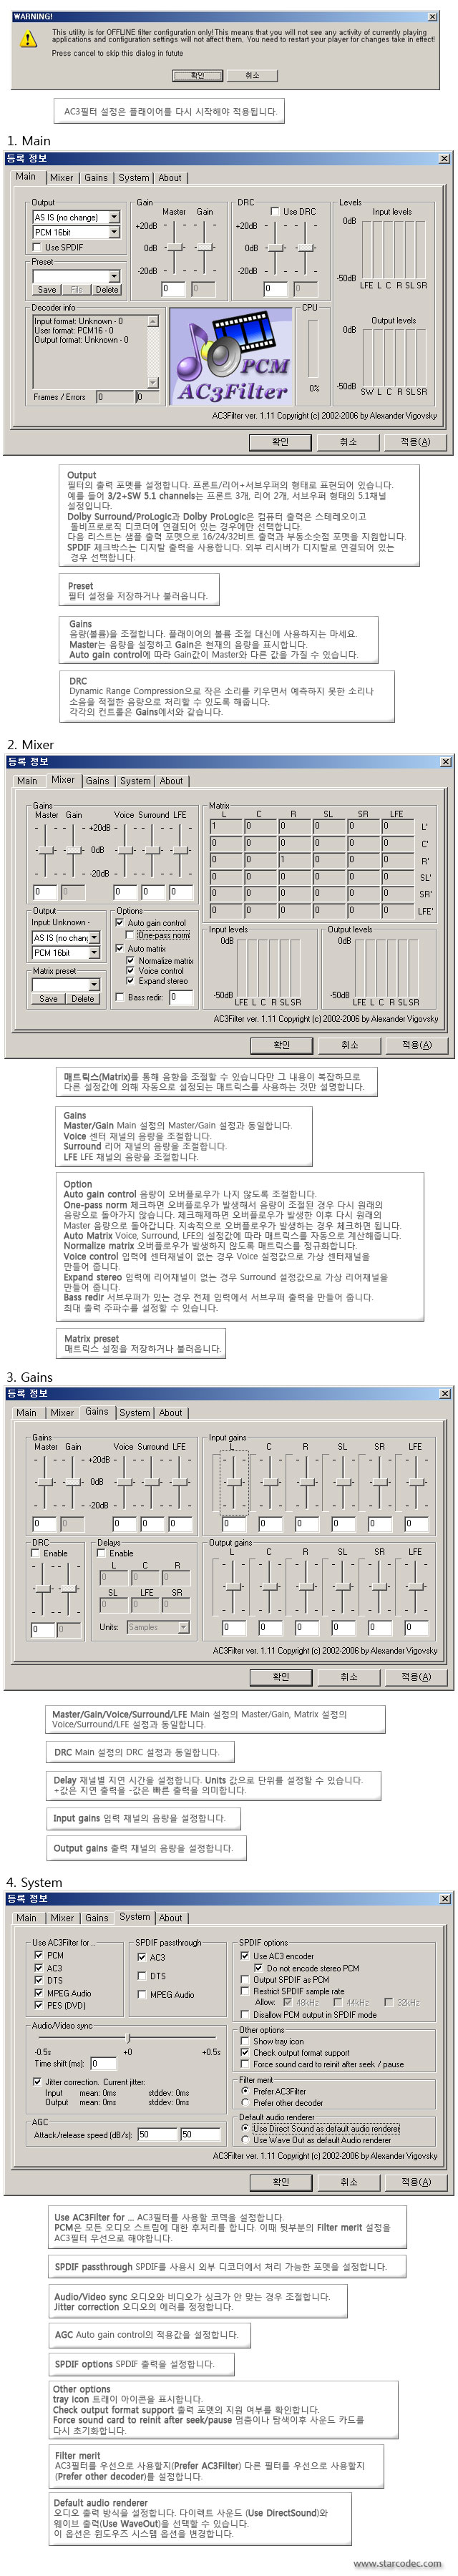 WARNING!
This utility is for OFFLINE filter configuration only! This means that you will not see any activity of currently playing
applications and configuration settings will not affect them. You need to restart your player for changes take in effect!
Press cancel to skip this dialog in futute
확인 취소
AC3필터 설정은 플레이어를 다시 시작해야 적용됩니다.
1. Main
등록 정보
Main Mixer Gains System About
Output
AS IS (no change)
PCM 16bit
Use SPDIF
Preset
Save File Delete
Gain
Master Gain
+20dB
0dB
-20dB
0 0
DRC
Use DRC
+20dB
0dB
-20dB
0 0
Levels
Input levels
0dB
-50dB
LFE L C R SL SR
Output levels
0dB
-50dB
SW L C R SL SR
Decoder info
Input format: Unknown - 0
User format: PCM16 - 0
Output format: Unknown - 0
Frames / Errors 0 0
PCM
AC3Filter
CPU
0%
AC3Filter ver. 1.11 Copyright (c) 2002-2006 by Alexander Vigovsky
확인 취소 적용(A)
Output
필터의 출력 포맷를 설정합니다. 프론트/리어+서브우퍼의 형태로 표현되어 있습니다.
예를 들어 3/2+SW 5.1 channels는 프론트 3개, 리어 2개, 서브우퍼 형태의 5.1채널
설정입니다.
Dolby Surround/ProLogic과 Dolby ProLogic은 컴퓨터 출력은 스테레오이고
돌비프로로직 디코더에 연결되어 있는 경우에만 선택합니다.
다음 리스트는 샘플 출력 포맷으로 16/24/32비트 출력과 부동소숫점 포맷을 지원합니다.
SPDIF 체크박스는 디지탈 출력을 사용합니다. 외부 리시버가 디지탈로 연결되어 있는
경우 선택합니다.
Preset
필터 설정을 저장하거나 불러옵니다.
Gains
음량(볼륨)을 조절합니다. 플레이어의 볼륨 조절 대신에 사용하지는 마세요.
Master는 음량을 설정하고 Gain은 현재의 음량을 표시합니다.
Auto gain control에 따라 Gain값이 Master와 다른 값을 가질 수 있습니다.
DRC
Dynamic Range Compression으로 작은 소리를 키우면서 예측하지 못한 소리나
소음을 적절한 음량으로 처리할 수 있도록 해줍니다.
각각의 컨트롤은 Gains에서와 같습니다.
2. Mixer
등록 정보
Main Mixer Gains System About
Gains
Master Gain Voice Surround LFE
+20dB
0dB
-20dB
0 0 0 0 0
Matrix
L C R SL SR LFE
1 0 0 0 0 0 L'
0 0 0 0 0 0 C'
0 0 1 0 0 0 R'
0 0 0 0 0 0 SL'
0 0 0 0 0 0 SR'
0 0 0 0 0 0 LFE'
Output
Input: Unknown -
AS IS (no chang
PCM 16bit
Matrix preset
Save Delete
Options
Auto gain control
One-pass norm
Auto matrix
Normalize matrix
Voice control
Expand stereo
Bass redir. 0
Input levels
0dB
-50dB
LFE L C R SL SR
Output levels
0dB
-50dB
LFE L C R SL SR
AC3Filter ver. 1.11 Copyright (c) 2002-2006 by Alexander Vigovsky
확인 취소 적용(A)
매트릭스(Matrix)를 통해 음향을 조절할 수 있습니다만 그 내용이 복잡하므로
다른 설정값에 의해 자동으로 설정되는 매트릭스를 사용하는 것만 설명합니다.
Gains
Master/Gain Main 설정의 Master/Gain 설정과 동일합니다.
Voice 센터 채널의 음량을 조절합니다.
Surround 리어 채널의 음량을 조절합니다.
LFE LFE 채널의 음량을 조절합니다.
Option
Auto gain control 음량이 오버플로우가 나지 않도록 조절합니다.
One-pass norm 체크하면 오버플로우가 발생해서 음량이 조절된 경우 다시 원래의
음량으로 돌아가지 않습니다. 체크해제하면 오버플로우가 발생한 이후 다시 원래의
Master 음량으로 돌아갑니다. 지속적으로 오버플로우가 발생하는 경우 체크하면 됩니다.
Auto Matrix Voice, Surround, LFE의 설정값에 따라 매트릭스를 자동으로 계산해줍니다.
Normalize matrix 오버플로우가 발생하지 않도록 매트릭스를 정규화합니다.
Voice control 입력에 센터채널이 없는 경우 Voice 설정값으로 가상 센터채널을
만들어 줍니다.
Expand stereo 입력에 리어채널이 없는 경우 Surround 설정값으로 가상 리어채널을
만들어 줍니다.
Bass redir 서브우퍼가 있는 경우 전체 입력에서 서브우퍼 출력을 만들어 줍니다.
최대 출력 주파수를 설정할 수 있습니다.
Matrix preset
매트릭스 설정을 저장하거나 불러옵니다.
3. Gains
등록 정보
Main Mixer Gains System About
Gains
Master Gain Voice Surround LFE
+20dB
0dB
-20dB
0 0 0 0 0
Input gains
L C R SL SR LFE
0 0 0 0 0 0
DRC
Enable
0 0
Delays
Enable
L C R
0 0 0
SL LFE SR
0 0 0
Units: Samples
Output gains
L C R SL SR LFE
0 0 0 0 0 0
AC3Filter ver. 1.11 Copyright (c) 2002-2006 by Alexander Vigovsky
확인 취소 적용(A)
Master/Gain/Voice/Surround/LFE Main 설정의 Master/Gain, Matrix 설정의
Voice/Surround/LFE 설정과 동일합니다.
DRC Main 설정의 DRC 설정과 동일합니다.
Delay 채널별 지연 시간을 설정합니다. Units 값으로 단위를 설정할 수 있습니다.
+값은 지연 출력을 -값은 빠른 출력을 의미합니다.
Input gains 입력 채널의 음량을 설정합니다.
Output gains 출력 채널의 음량을 설정합니다.
4. System
등록 정보
Main Mixer Gains System About
Use AC3Filter for ..
PCM
AC3
DTS
MPEG Audio
PES (DVD)
SPDIF passthrough
AC3
DTS
MPEG Audio
SPDIF options
Use AC3 encoder
Do not encode stereo PCM
Output SPDIF as PCM
Restrict SPDIF sample rate
Allow: 48kHz 44kHz 32kHz
Disallow PCM output in SPDIF mode
Audio/Video sync
-0.5s +0 +0.5s
Time shift (ms): 0
Jitter correction. Current jitter:
Input mean: 0ms stddev: 0ms
Output mean: 0ms stddev: 0ms
AGC
Attack/release speed (dB/s): 50 50
Other options
Show tray icon
Check output format support
Force sound card to reinit after seek / pause
Filter merit
Prefer AC3Filter
Prefer other decoder
Default audio renderer
Use Direct Sound as default audio renderer
Use Wave Out as default Audio renderer
AC3Filter ver. 1.11 Copyright (c) 2002-2006 by Alexander Vigovsky
확인 취소 적용(A)
Use AC3Filter for ... AC3필터를 사용할 코덱을 설정합니다.
PCM은 모든 오디오 스트림에 대한 후처리를 합니다. 이때 뒷부분의 Filter merit 설정을
AC3필터 우선으로 해야합니다.
SPDIF passthrough SPDIF를 사용시 외부 디코더에서 처리 가능한 포맷을 설정합니다.
Audio/Video sync 오디오와 비디오가 싱크가 안 맞는 경우 조절합니다.
Jitter correction 오디오의 에러를 정정합니다.
AGC Auto gain control의 적용값을 설정합니다.
SPDIF options SPDIF 출력을 설정합니다.
Other options
tray icon 트래이 아이콘을 표시합니다.
Check output format support 출력 포맷의 지원 여부를 확인합니다.
Force sound card to reinit after seek/pause 멈춤이나 탐색이후 사운드 카드를
다시 초기화합니다.
Filter merit
AC3필터를 우선으로 사용할지(Prefer AC3Filter) 다른 필터를 우선으로 사용할지
(Prefer other decoder)를 설정합니다.
Default audio renderer
오디오 출력 방식을 설정합니다. 다이렉트 사운드 (Use DirectSound)와
웨이브 출력(Use WaveOut)을 선택할 수 있습니다.
이 옵션은 윈도우즈 시스템 옵션을 변경합니다.
www.starcodec.com